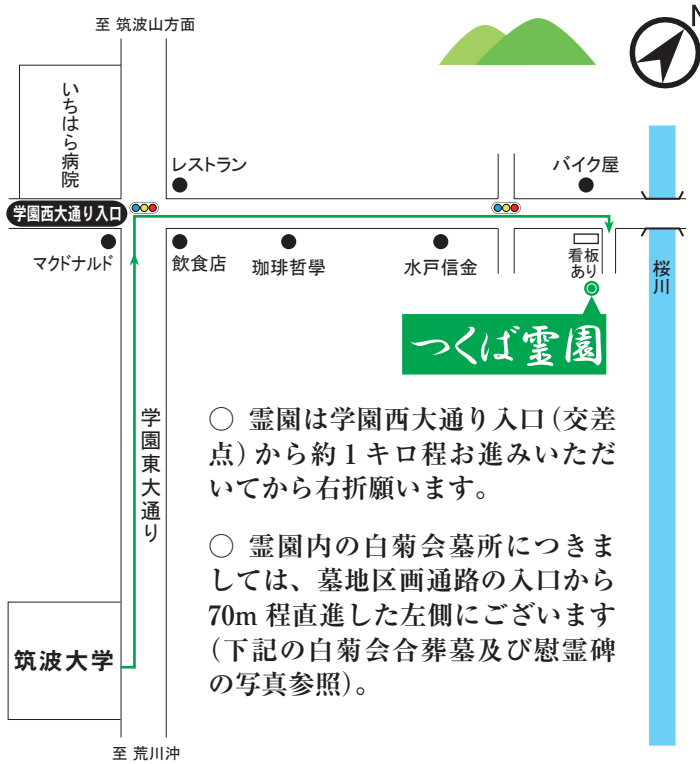 至 筑波山方面
N
いちはら病院
レストラン
バイク屋
学園西大通り入口
マクドナルド
飲食店
珈琲哲學
水戸信金
看板
あり
桜川
つくば霊園
学園東大通り
○ 霊園は学園西大通り入口(交差
点)から約1キロ程お進みいただ
いてから右折願います。
○ 霊園内の白菊会墓所につきま
しては、墓地区画通路の入口から
70m 程直進した左側にございます
(下記の白菊会合葬墓及び慰霊碑
の写真参照)。
筑波大学
至 荒川沖